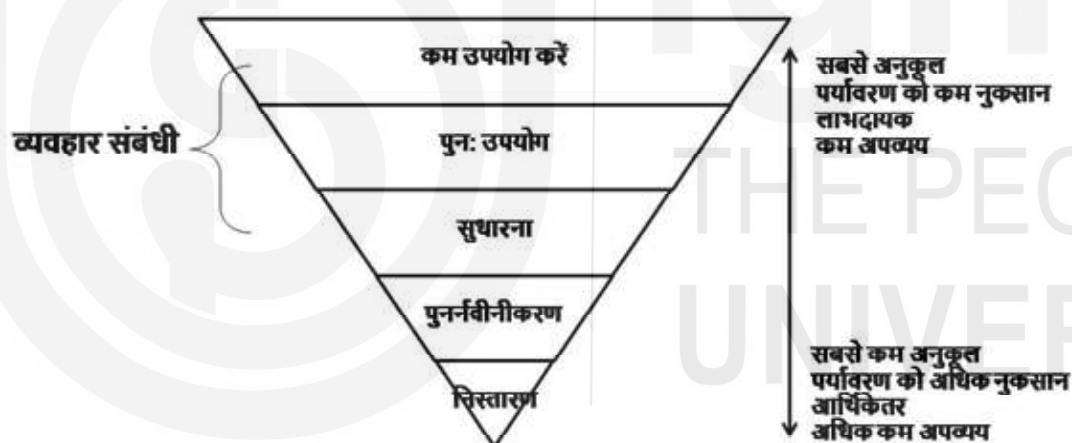 कम उपयोग करें
पुन: उपयोग
सुधारना
पुनर्नवीनीकरण
निस्तारण
व्यवहार संबंधी
सबसे अनुकूल
पर्यावरण को कम नुकसान
लाभदायक
कम अपव्यय
सबसे कम अनुकूल
पर्यावरण को अधिक नुकसान
आर्थिकेतर
अधिक कम अपव्यय
THE PEO
UNIVER